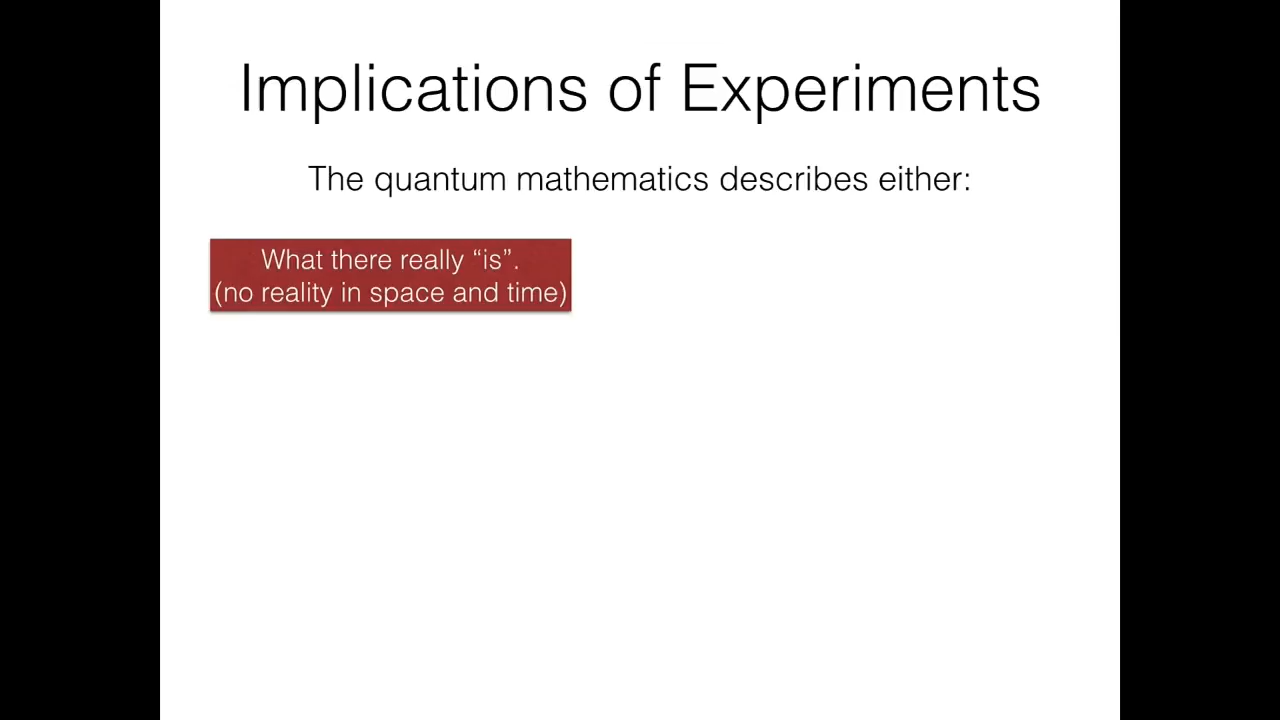 Implications of Experiments
The quantum mathematics describes either:
What there really “is”.
(no reality in space and time)